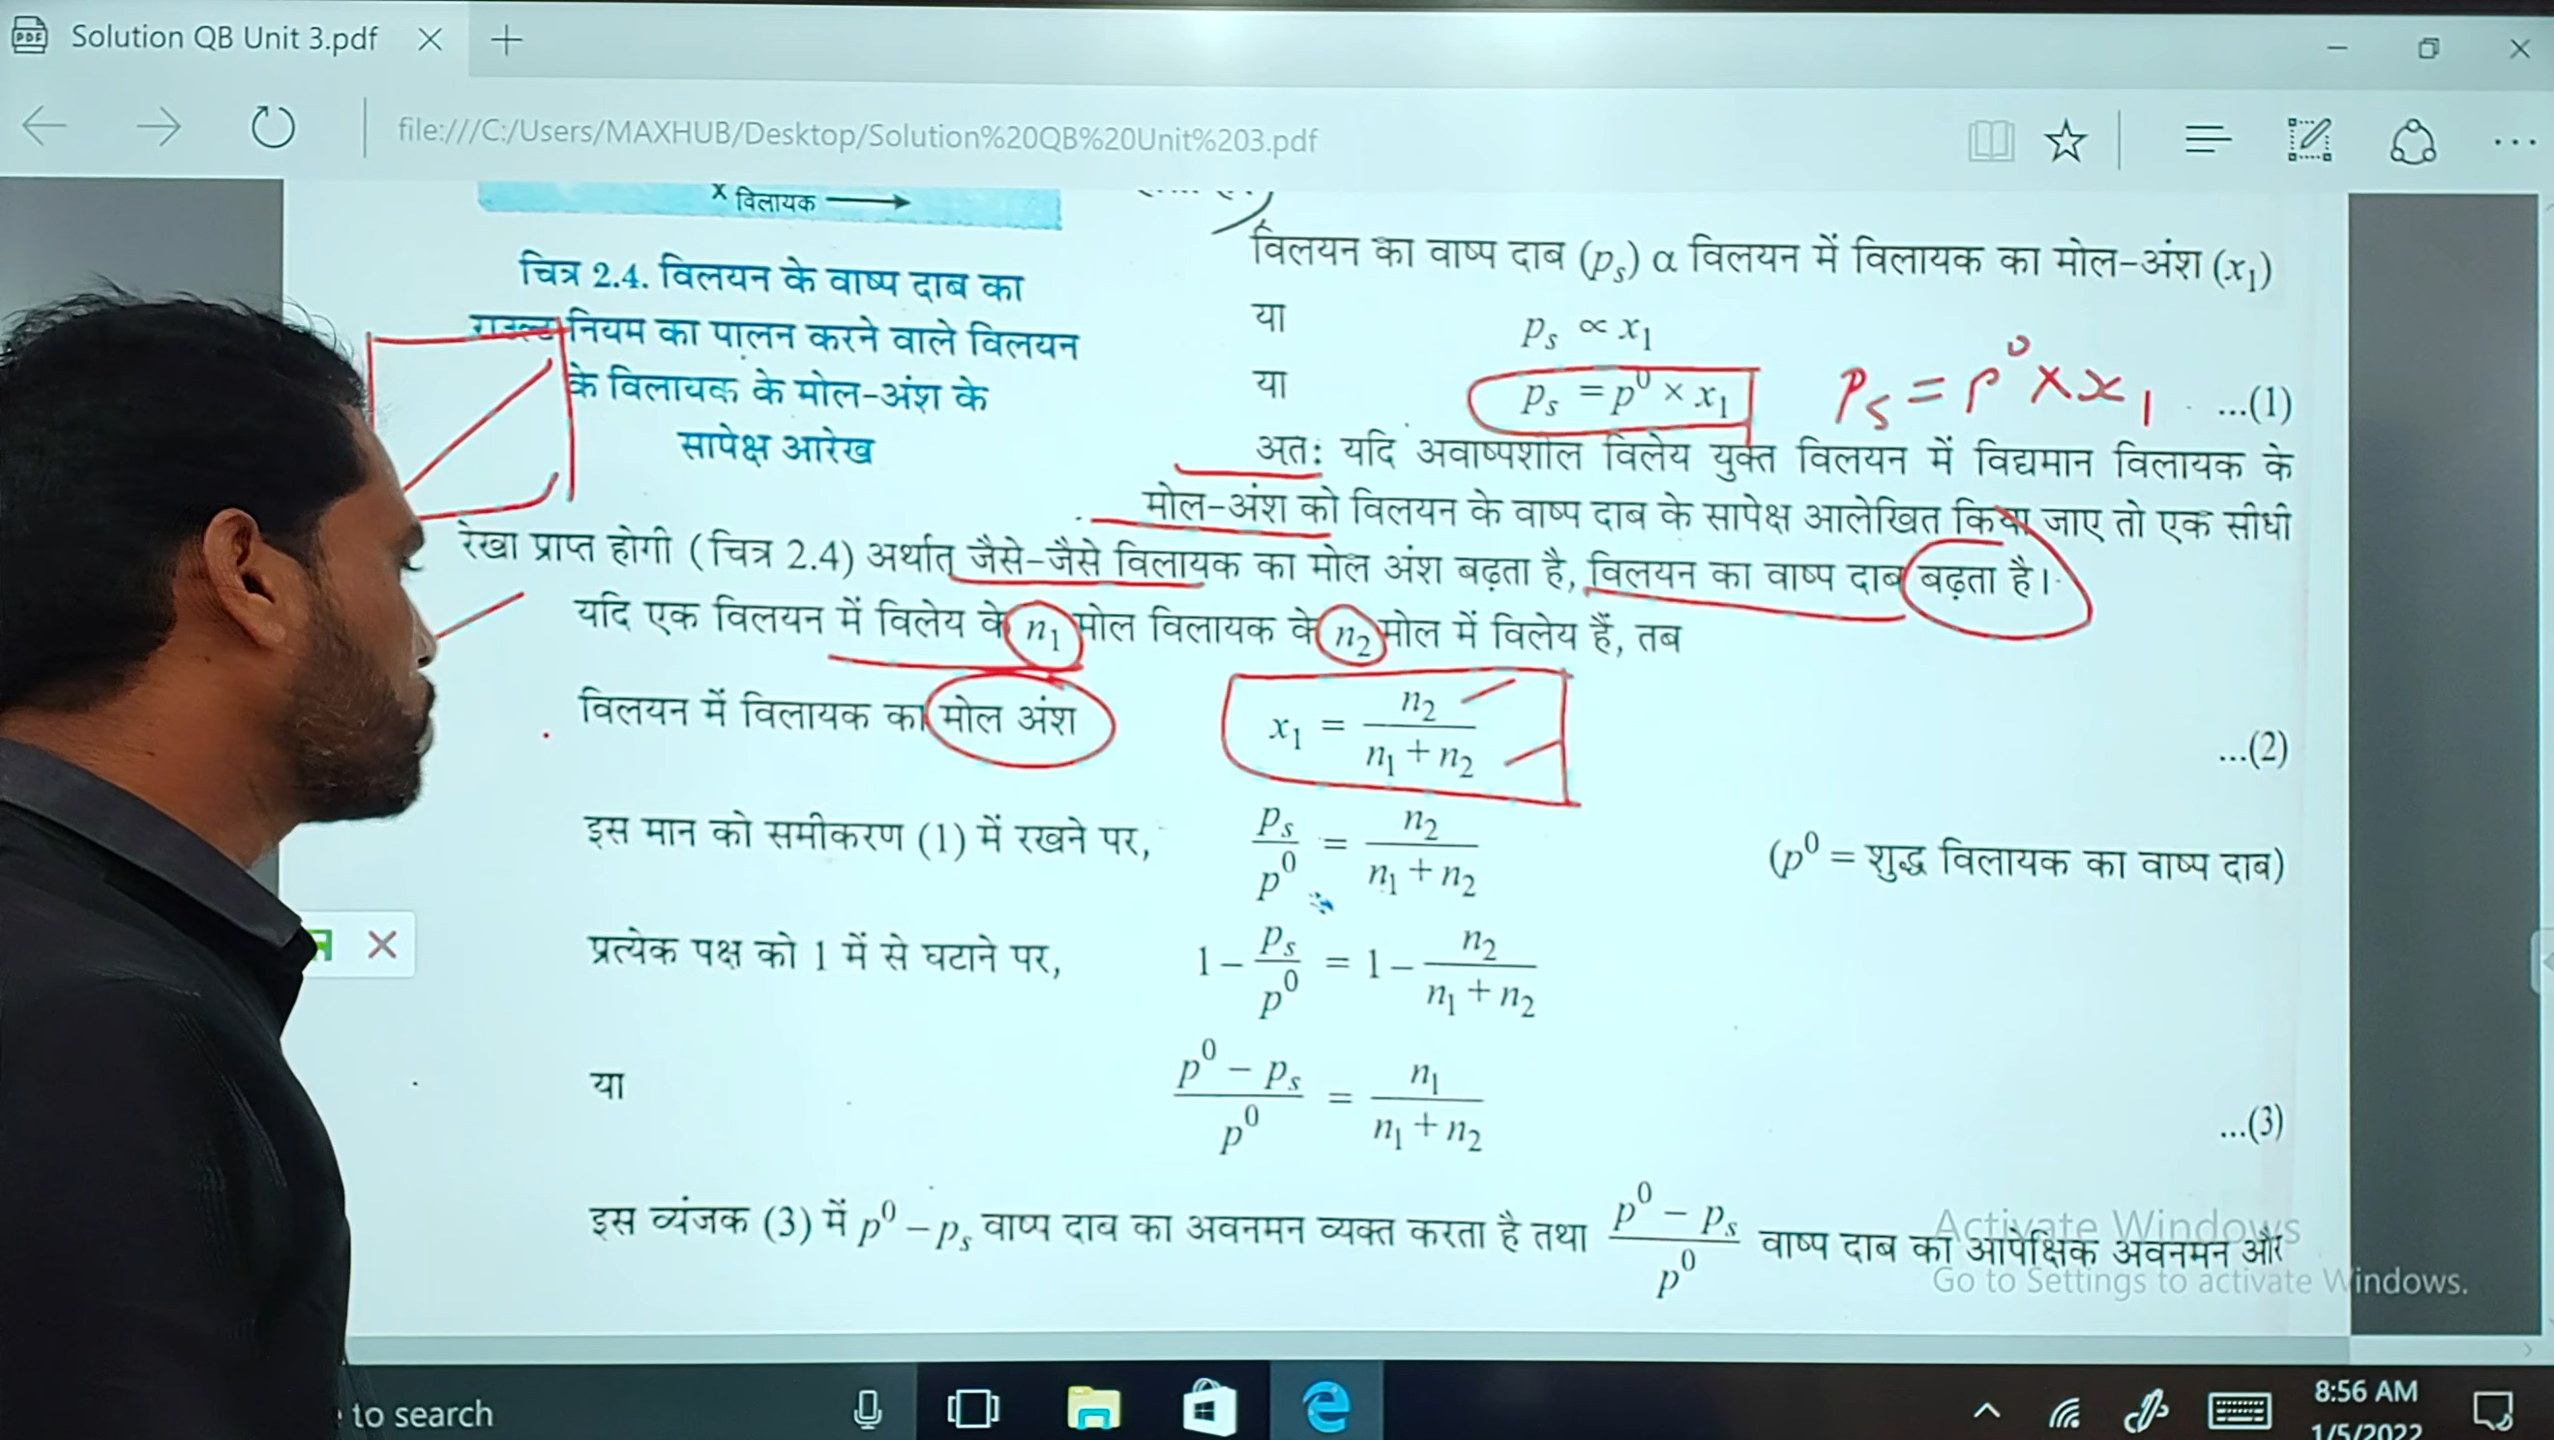 Solution QB Unit 3.pdf
file:///C:/Users/MAXHUB/Desktop/Solution%20QB%20Unit%203.pdf
x विलायक
चित्र 2.4. विलयन के वाष्प दाब का
राउल्ट नियम का पालन करने वाले विलयन
के विलायक के मोल-अंश के
सापेक्ष आरेख
विलयन का वाष्प दाब (pₛ) α विलयन में विलायक का मोल-अंश (x₁)
या pₛ ∝ x₁
या pₛ = p⁰ × x₁ Pₛ = P⁰ × x₁ ...(1)
अतः यदि अवाष्पशील विलेय युक्त विलयन में विद्यमान विलायक के
मोल-अंश को विलयन के वाष्प दाब के सापेक्ष आलेखित किया जाए तो एक सीधी
रेखा प्राप्त होगी (चित्र 2.4) अर्थात् जैसे-जैसे विलायक का मोल अंश बढ़ता है, विलयन का वाष्प दाब बढ़ता है।
यदि एक विलयन में विलेय के n₁ मोल विलायक के n₂ मोल में विलेय हैं, तब
विलयन में विलायक का मोल अंश x₁ = n₂ / (n₁ + n₂) ...(2)
इस मान को समीकरण (1) में रखने पर, pₛ / p⁰ = n₂ / (n₁ + n₂) (p⁰ = शुद्ध विलायक का वाष्प दाब)
प्रत्येक पक्ष को 1 में से घटाने पर, 1 – pₛ / p⁰ = 1 – n₂ / (n₁ + n₂)
या (p⁰ – pₛ) / p⁰ = n₁ / (n₁ + n₂) ...(3)
इस व्यंजक (3) में p⁰ – pₛ वाष्प दाब का अवनमन व्यक्त करता है तथा (p⁰ – pₛ) / p⁰ वाष्प दाब का आपेक्षिक अवनमन और
Activate Windows
Go to Settings to activate Windows.
to search
8:56 AM
1/5/2022